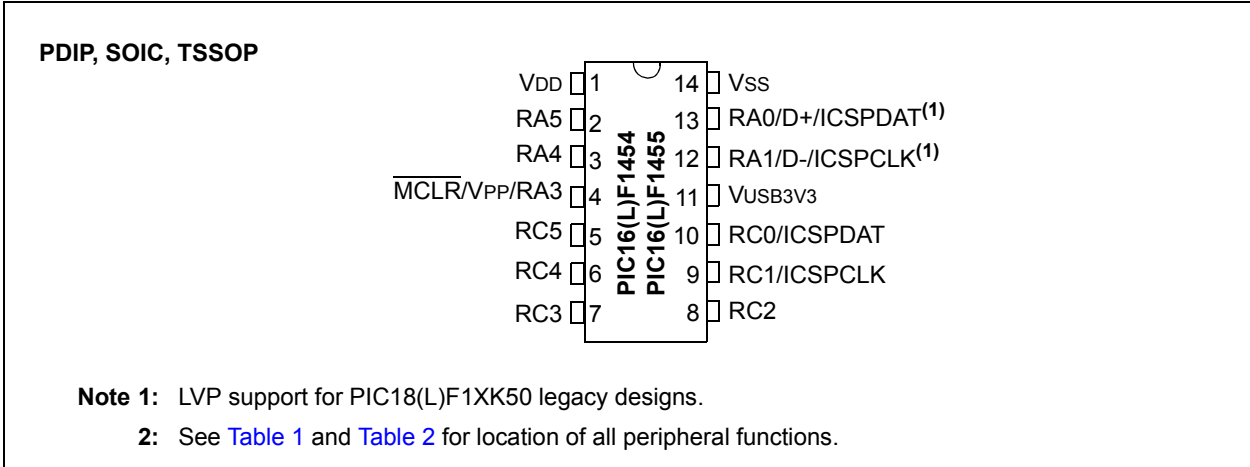 PDIP, SOIC, TSSOP
VDD 1 14 VSS
RA5 2 13 RA0/D+/ICSPDAT(1)
RA4 3 12 RA1/D-/ICSPCLK(1)
MCLR/VPP/RA3 4 11 VUSB3V3
RC5 5 10 RC0/ICSPDAT
RC4 6 9 RC1/ICSPCLK
RC3 7 8 RC2
PIC16(L)F1454
PIC16(L)F1455
Note 1: LVP support for PIC18(L)F1XK50 legacy designs.
2: See Table 1 and Table 2 for location of all peripheral functions.